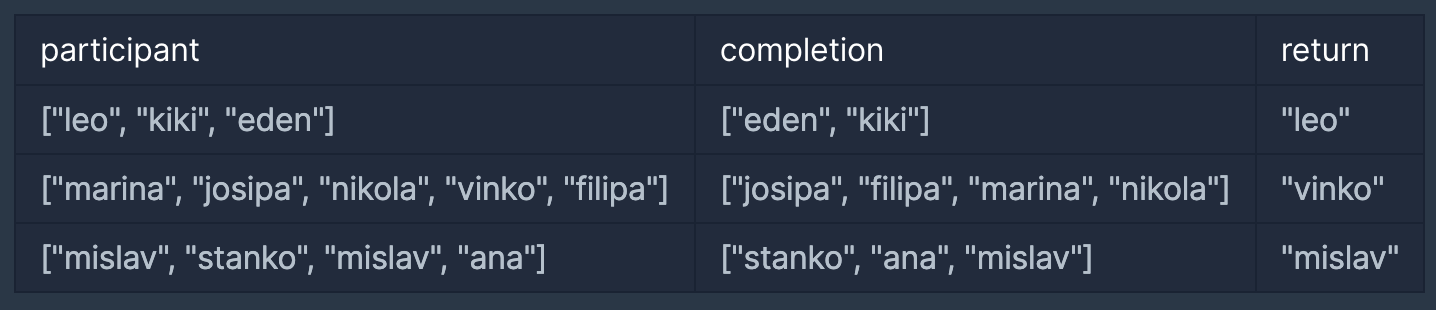 participant completion return
["leo", "kiki", "eden"] ["eden", "kiki"] "leo"
["marina", "josipa", "nikola", "vinko", "filipa"] ["josipa", "filipa", "marina", "nikola"] "vinko"
["mislav", "stanko", "mislav", "ana"] ["stanko", "ana", "mislav"] "mislav"